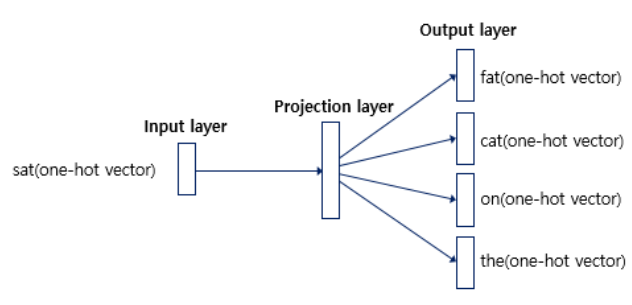 Output layer
fat(one-hot vector)
Projection layer
Input layer
cat(one-hot vector)
sat(one-hot vector)
on(one-hot vector)
the(one-hot vector)